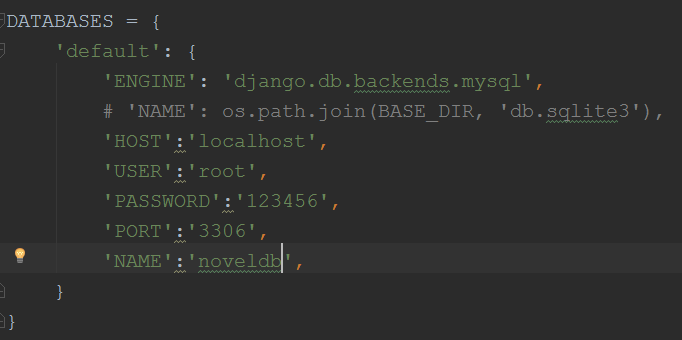 DATABASES = {
'default': {
'ENGINE': 'django.db.backends.mysql',
# 'NAME': os.path.join(BASE_DIR, 'db.sqlite3'),
'HOST':'localhost',
'USER':'root',
'PASSWORD':'123456',
'PORT':'3306',
'NAME':'noveldb',
}
}